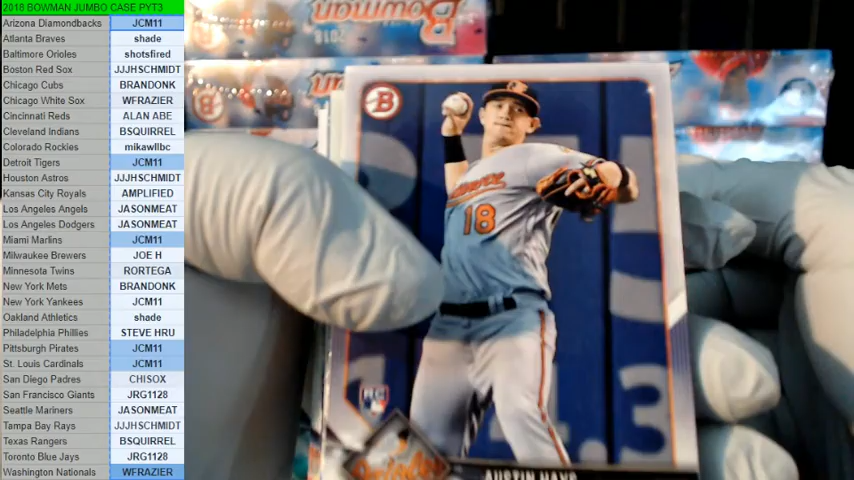 2018 BOWMAN JUMBO CASE PYT3
Arizona Diamondbacks JCM11
Atlanta Braves shade
Baltimore Orioles shotsfired
Boston Red Sox JJJHSCHMIDT
Chicago Cubs BRANDONK
Chicago White Sox WFRAZIER
Cincinnati Reds ALAN ABE
Cleveland Indians BSQUIRREL
Colorado Rockies mikawllbc
Detroit Tigers JCM11
Houston Astros JJJHSCHMIDT
Kansas City Royals AMPLIFIED
Los Angeles Angels JASONMEAT
Los Angeles Dodgers JASONMEAT
Miami Marlins JCM11
Milwaukee Brewers JOE H
Minnesota Twins RORTEGA
New York Mets BRANDONK
New York Yankees JCM11
Oakland Athletics shade
Philadelphia Phillies STEVE HRU
Pittsburgh Pirates JCM11
St. Louis Cardinals JCM11
San Diego Padres CHISOX
San Francisco Giants JRG1128
Seattle Mariners JASONMEAT
Tampa Bay Rays JJJHSCHMIDT
Texas Rangers BSQUIRREL
Toronto Blue Jays JRG1128
Washington Nationals WFRAZIER
2018
Bowman
B
18
RC
Orioles
AUSTIN HAYS